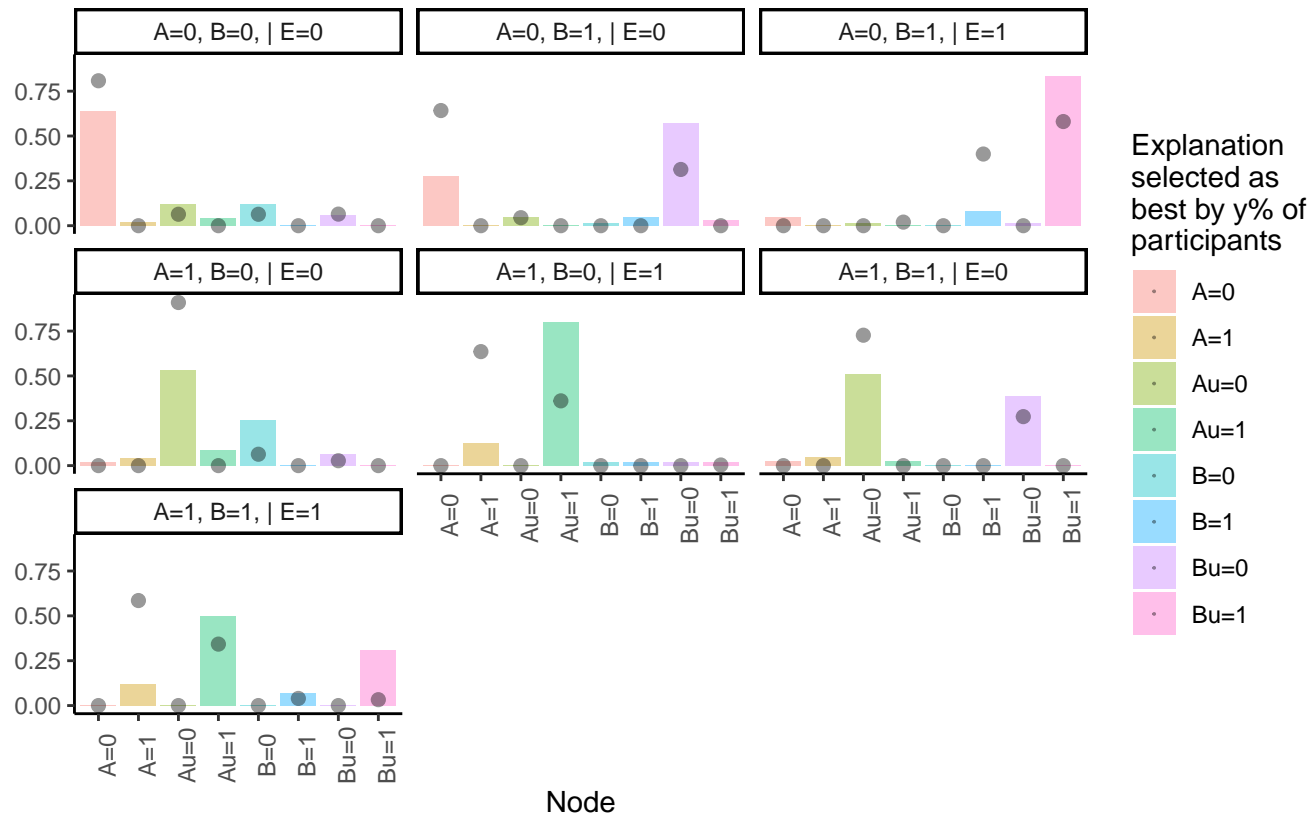 A=0, B=0, | E=0
A=0, B=1, | E=0
A=0, B=1, | E=1
0.75
0.50
0.25
0.00
A=1, B=0, | E=0
A=1, B=0, | E=1
A=1, B=1, | E=0
0.75
0.50
0.25
0.00
A=0
A=1
Au=0
Au=1
B=0
B=1
Bu=0
Bu=1
A=0
A=1
Au=0
Au=1
B=0
B=1
Bu=0
Bu=1
A=1, B=1, | E=1
0.75
0.50
0.25
0.00
A=0
A=1
Au=0
Au=1
B=0
B=1
Bu=0
Bu=1
Node
Explanation
selected as
best by y% of
participants
A=0
A=1
Au=0
Au=1
B=0
B=1
Bu=0
Bu=1